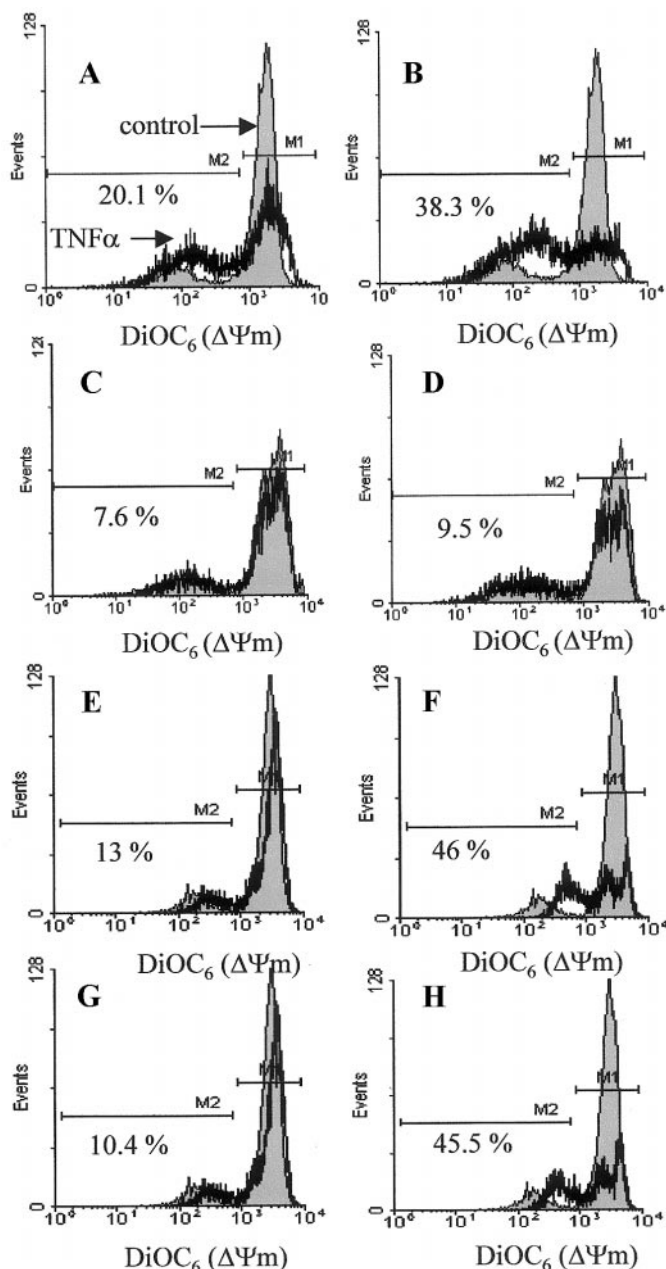 128
A
control
M1
M2
20.1 %
TNFα
Events
0
10⁰ 10¹ 10² 10³ 10
DiOC₆ (ΔΨm)
128
B
M1
M2
38.3 %
Events
0
10⁰ 10¹ 10² 10³ 10⁴
DiOC₆ (ΔΨm)
C
M2
7.6 %
Events
0
10⁰ 10¹ 10² 10³ 10⁴
DiOC₆ (ΔΨm)
128
D
M2
9.5 %
Events
0
10⁰ 10¹ 10² 10³ 10⁴
DiOC₆ (ΔΨm)
128
E
M1
M2
13 %
Events
0
10⁰ 10¹ 10² 10³ 10⁴
DiOC₆ (ΔΨm)
128
F
M1
M2
46 %
Events
0
10⁰ 10¹ 10² 10³ 10⁴
DiOC₆ (ΔΨm)
128
G
M1
M2
10.4 %
Events
0
10⁰ 10¹ 10² 10³ 10⁴
DiOC₆ (ΔΨm)
128
H
M1
M2
45.5 %
Events
0
10⁰ 10¹ 10² 10³ 10⁴
DiOC₆ (ΔΨm)